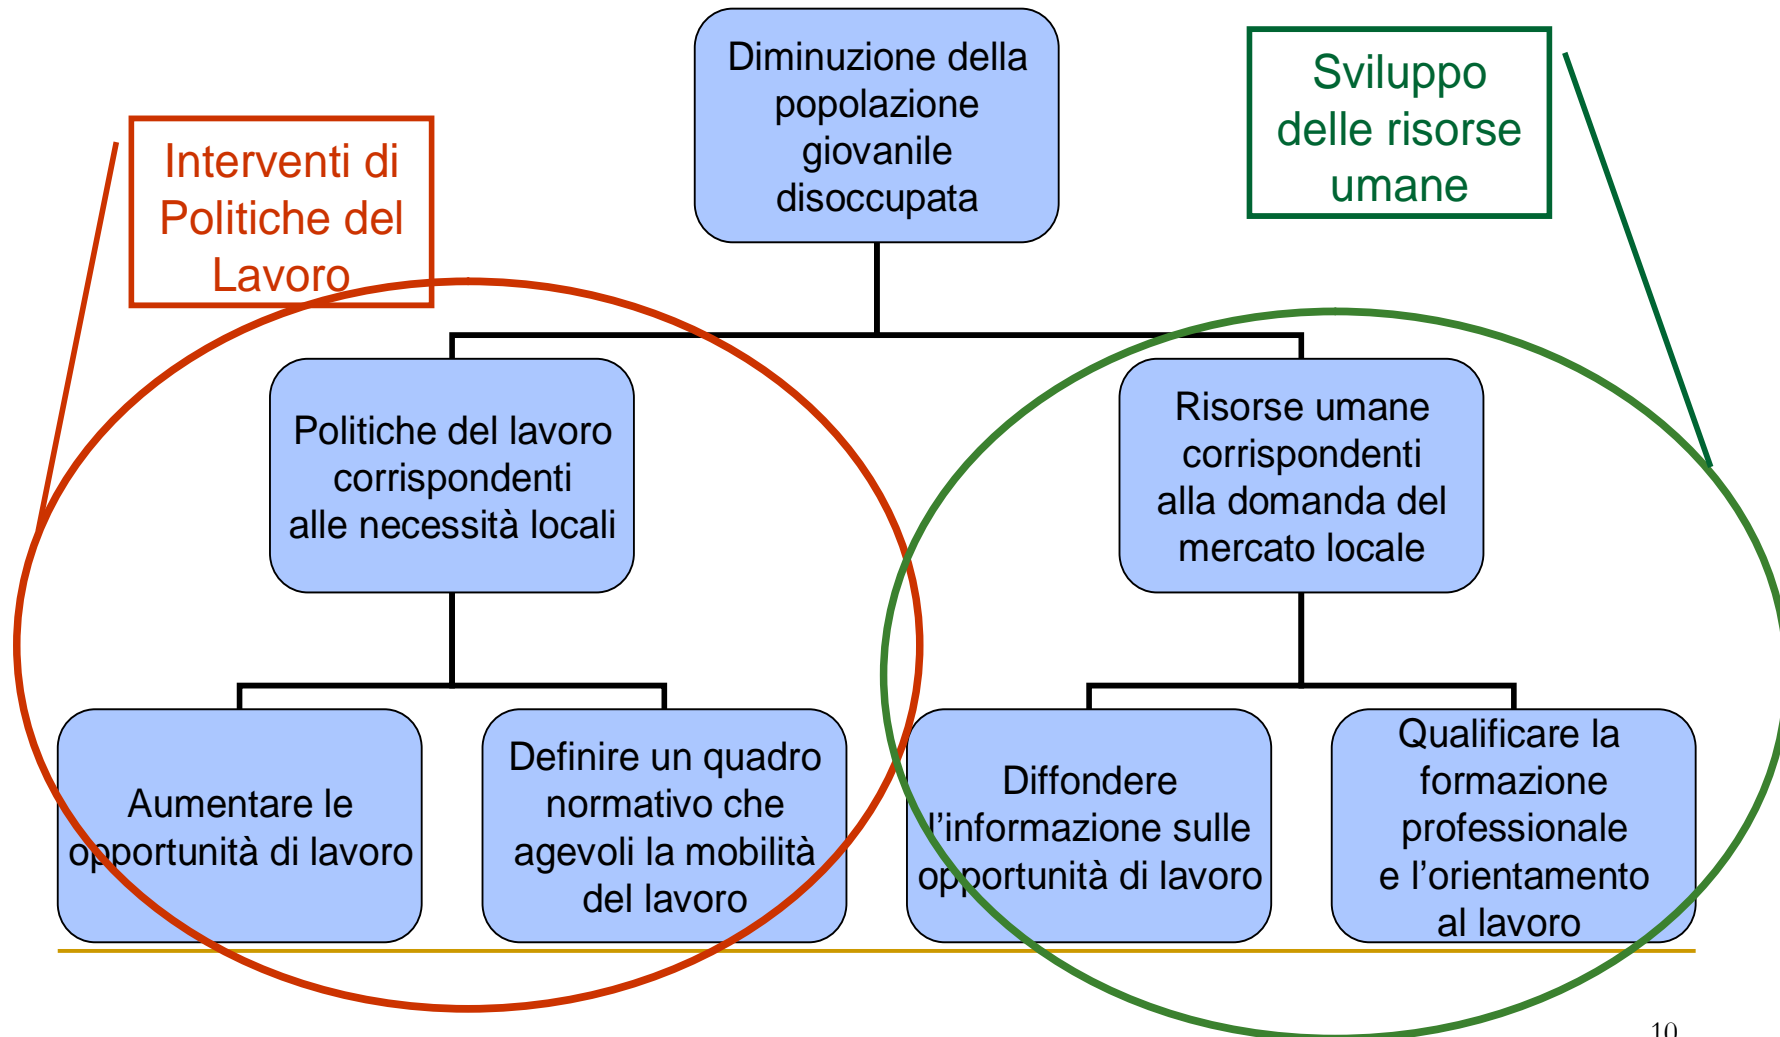 Diminuzione della
popolazione
giovanile
disoccupata
Sviluppo
delle risorse
umane
Interventi di
Politiche del
Lavoro
Politiche del lavoro
corrispondenti
alle necessità locali
Risorse umane
corrispondenti
alla domanda del
mercato locale
Aumentare le
opportunità di lavoro
Definire un quadro
normativo che
agevoli la mobilità
del lavoro
Diffondere
l’informazione sulle
opportunità di lavoro
Qualificare la
formazione
professionale
e l’orientamento
al lavoro
10